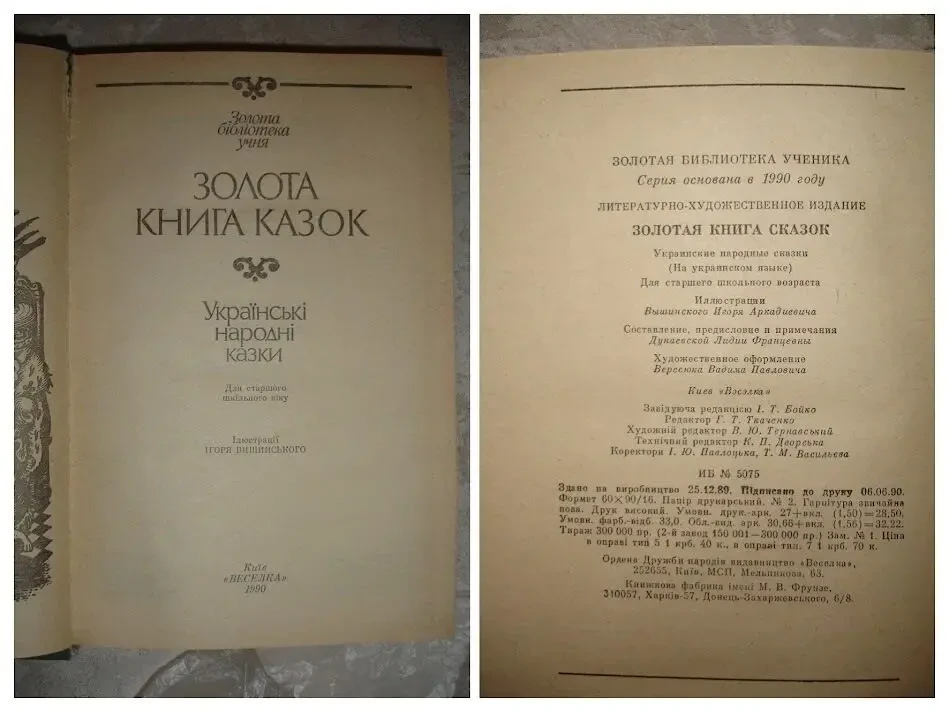 Золота
бібліотека
учня
ЗОЛОТА
КНИГА КАЗОК
Українські
народні
казки
Для старшого
шкільного віку
Ілюстрації
ІГОРЯ ВИШИНСЬКОГО
Київ
«ВЕСЕЛКА»
1990
ЗОЛОТАЯ БИБЛИОТЕКА УЧЕНИКА
Серия основана в 1990 году
ЛИТЕРАТУРНО-ХУДОЖЕСТВЕННОЕ ИЗДАНИЕ
ЗОЛОТАЯ КНИГА СКАЗОК
Украинские народные сказки
(На украинском языке)
Для старшего школьного возраста
Иллюстрации
Вышинского Игоря Аркадиевича
Составление, предисловие и примечания
Дунаевской Лидии Францевны
Художественное оформление
Вересюка Вадима Павловича
Киев «Вэсэлка»
Завідуюча редакцією І. Т. Бойко
Редактор Г. Т. Ткаченко
Художній редактор В. Ю. Тернавський
Технічний редактор К. П. Дворська
Коректори І. Ю. Павлоцька, Т. М. Васильєва
ИБ № 5075
Здано на виробництво 25.12.89. Підписано до друку 06.06.90.
Формат 60×90/16. Папір друкарський. № 2. Гарнітура звичайна
нова. Друк високий. Умовн. друк.-арк. 27+вкл. (1,50)=28,50.
Умовн. фарб.-відб. 33,0. Обл.-вид. арк. 30,66+вкл. (1,56)=32,22.
Тираж 300 000 пр. (2-й завод 150 001—300 000 пр.) Зам. № 1. Ціна
в оправі тип 5 1 крб. 40 к., в оправі тип. 7 1 крб. 70 к.
Ордена Дружби народів видавництво «Веселка»,
252655, Київ, МСП, Мельникова, 63.
Книжкова фабрика імені М. В. Фрунзе,
310057, Харків-57, Донець-Захаржевського, 6/8.